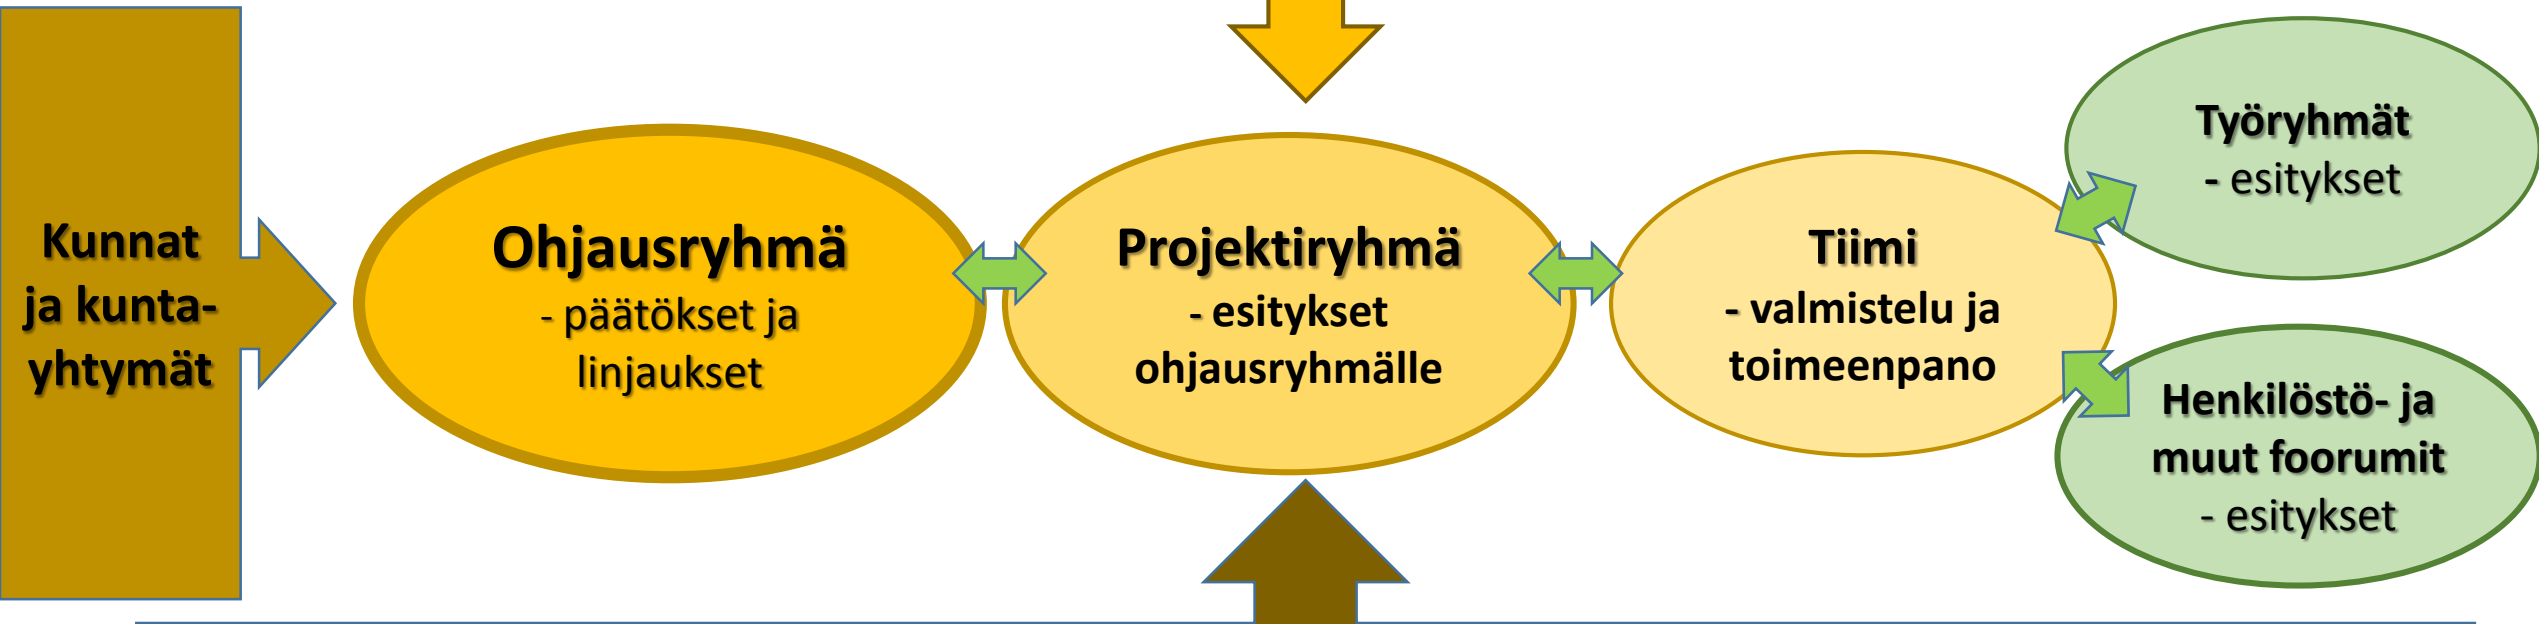 Kunnat
ja kunta-
yhtymät
Ohjausryhmä
- päätökset ja
linjaukset
Projektiryhmä
- esitykset
ohjausryhmälle
Tiimi
- valmistelu ja
toimeenpano
Työryhmät
- esitykset
Henkilöstö- ja
muut foorumit
- esitykset